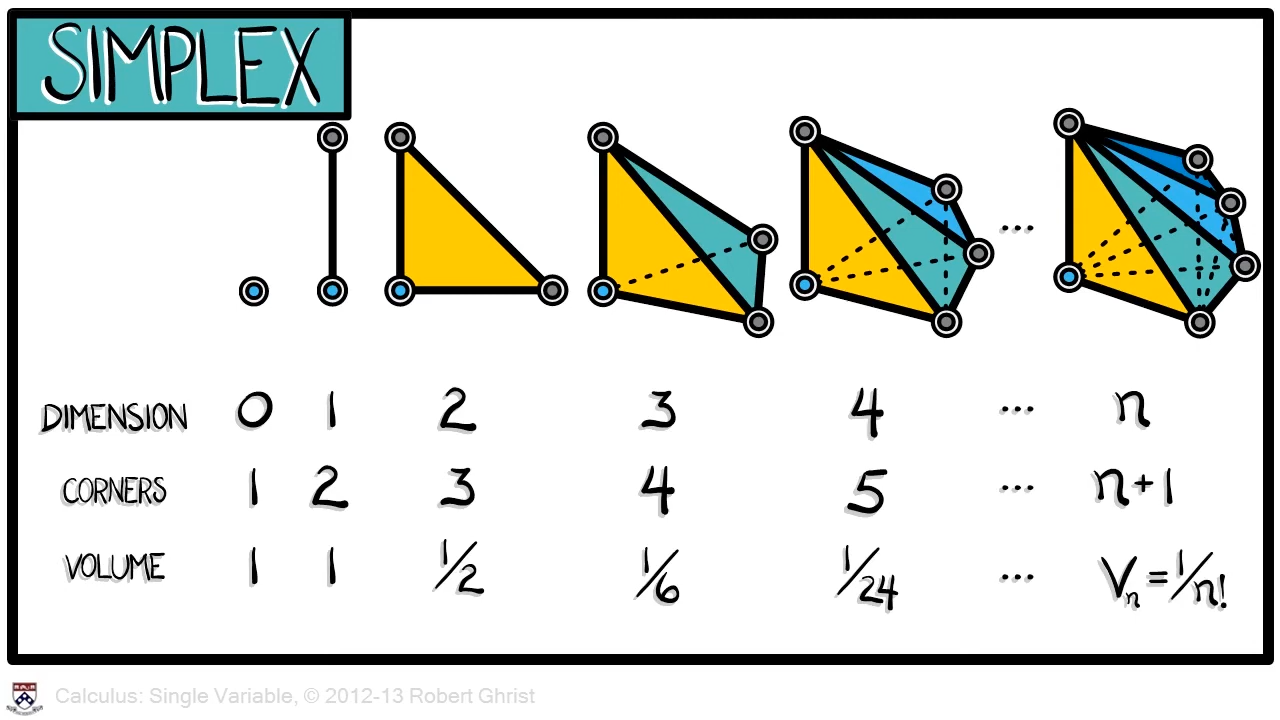 SIMPLEX
...
DIMENSION 0 1 2 3 4 ... n
CORNERS 1 2 3 4 5 ... n+1
VOLUME 1 1 1/2 1/6 1/24 ... Vn=1/n!
Calculus: Single Variable, © 2012-13 Robert Ghrist